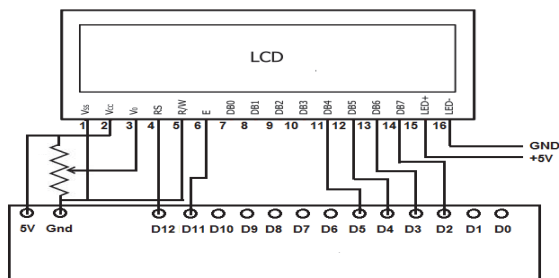 LCD
Vss Vcc V0 RS R/W E DB0 DB1 DB2 DB3 DB4 DB5 DB6 DB7 LED+ LED-
1 2 3 4 5 6 7 8 9 10 11 12 13 14 15 16
GND
+5V
5V Gnd D12 D11 D10 D9 D8 D7 D6 D5 D4 D3 D2 D1 D0